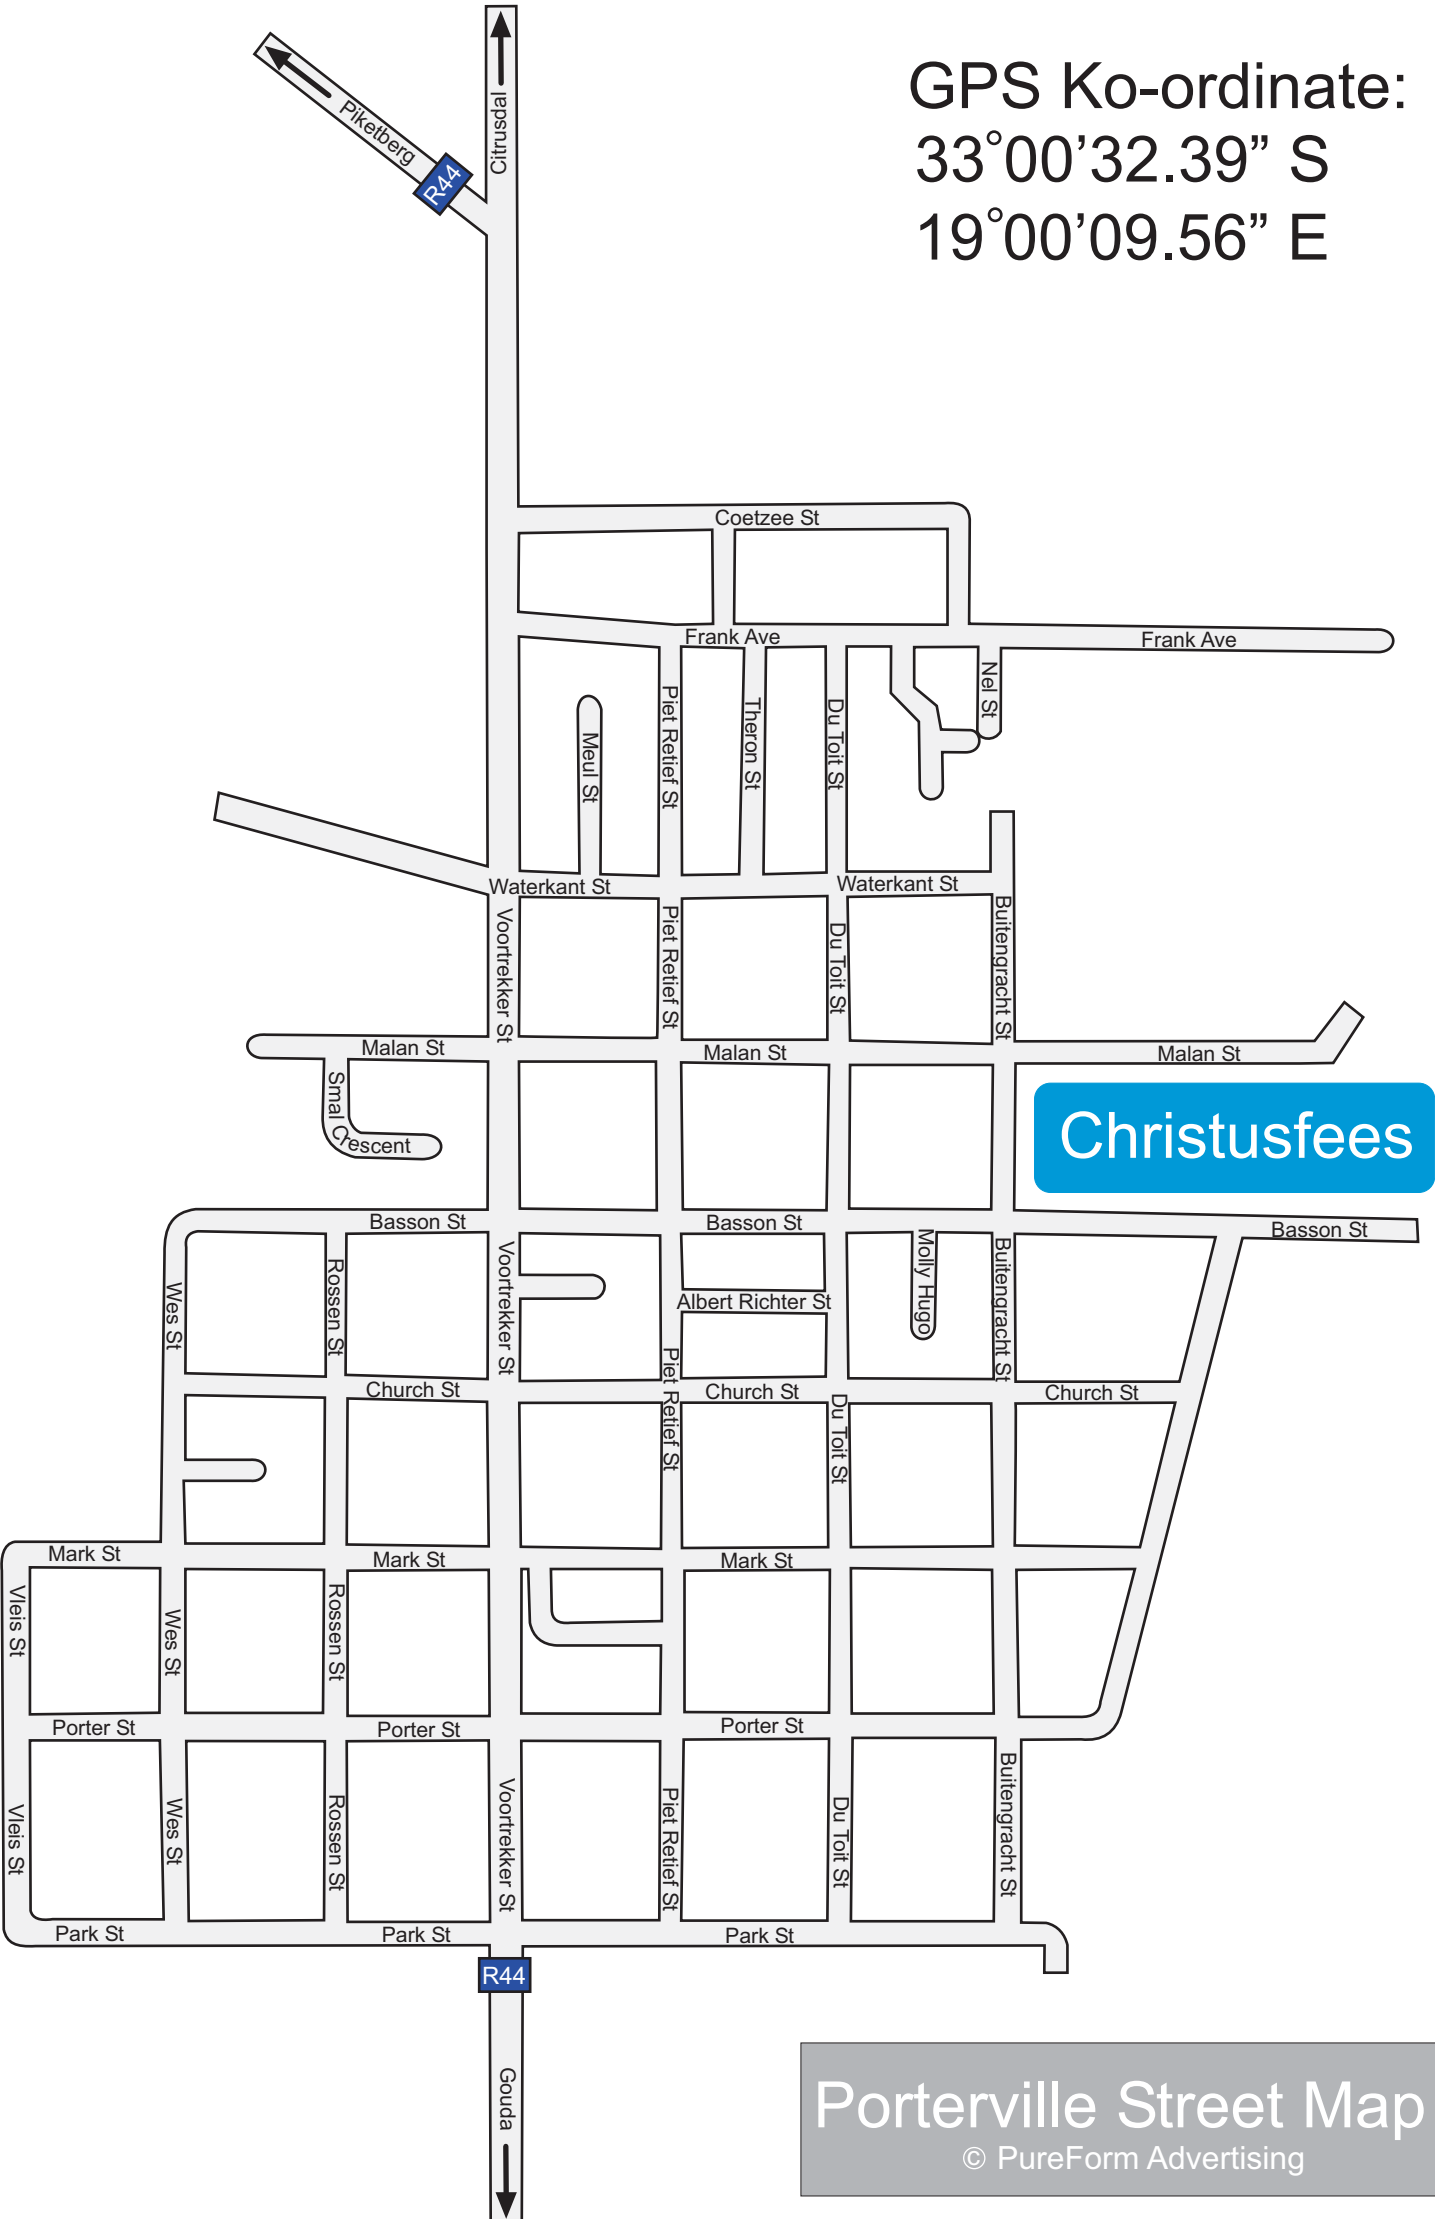 GPS Ko-ordinate:
33°00’32.39” S
19°00’09.56” E
Piketberg
R44
Citrusdal
Coetzee St
Frank Ave
Frank Ave
Nel St
Piet Retief St
Theron St
Du Toit St
Meul St
Waterkant St
Waterkant St
Voortrekker St
Piet Retief St
Du Toit St
Buitengracht St
Malan St
Malan St
Malan St
Smal Crescent
Christusfees
Basson St
Basson St
Basson St
Wes St
Rossen St
Voortrekker St
Albert Richter St
Molly Hugo
Buitengracht St
Piet Retief St
Church St
Church St
Church St
Du Toit St
Mark St
Mark St
Mark St
Vleis St
Wes St
Rossen St
Porter St
Porter St
Porter St
Vleis St
Wes St
Rossen St
Voortrekker St
Piet Retief St
Du Toit St
Buitengracht St
Park St
Park St
Park St
R44
Gouda
Porterville Street Map
© PureForm Advertising